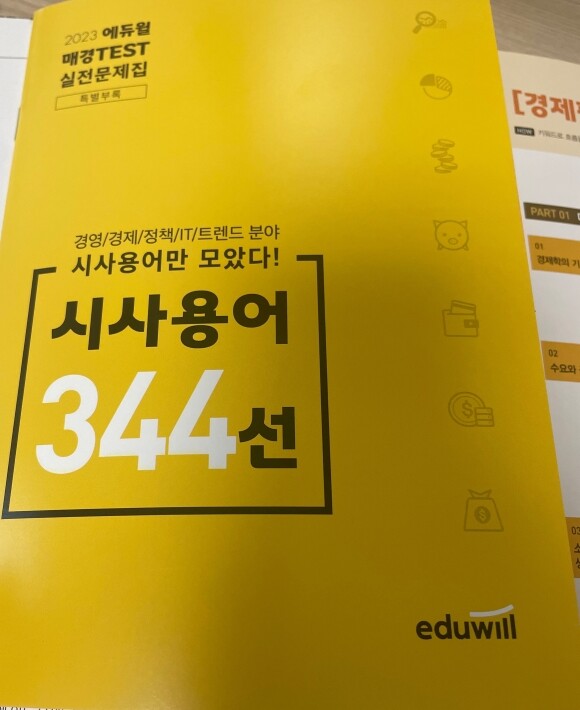 2023 에듀윌
매경TEST
실전문제집
특별부록
경영/경제/정책/IT/트렌드 분야
시사용어만 모았다!
시사용어
344선
eduwill
[경제
NOW
PART 01
01
경제학의 기
02
수요와
03